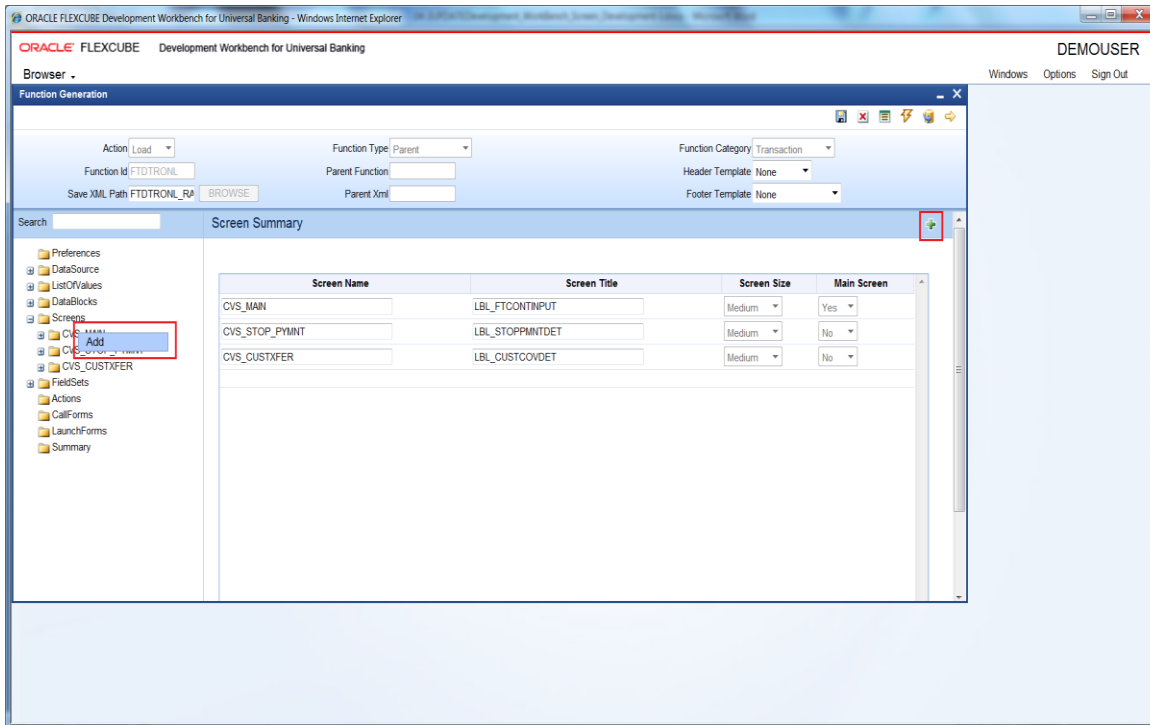 ORACLE FLEXCUBE Development Workbench for Universal Banking - Windows Internet Explorer
ORACLE FLEXCUBE Development Workbench for Universal Banking
DEMOUSER
Browser
Windows Options Sign Out
Function Generation
Action Load Function Type Parent Function Category Transaction
Function Id FTDTRONL Parent Function Header Template None
Save XML Path FTDTRONL_RA BROWSE Parent Xml Footer Template None
Search Screen Summary
Preferences
DataSource
ListOfValues
DataBlocks
Screens
Add
CVS_CUSTXFER
FieldSets
Actions
CallForms
LaunchForms
Summary
Screen Name Screen Title Screen Size Main Screen
CVS_MAIN LBL_FTCONTINPUT Medium Yes
CVS_STOP_PYMNT LBL_STOPPMNTDET Medium No
CVS_CUSTXFER LBL_CUSTCOVDET Medium No